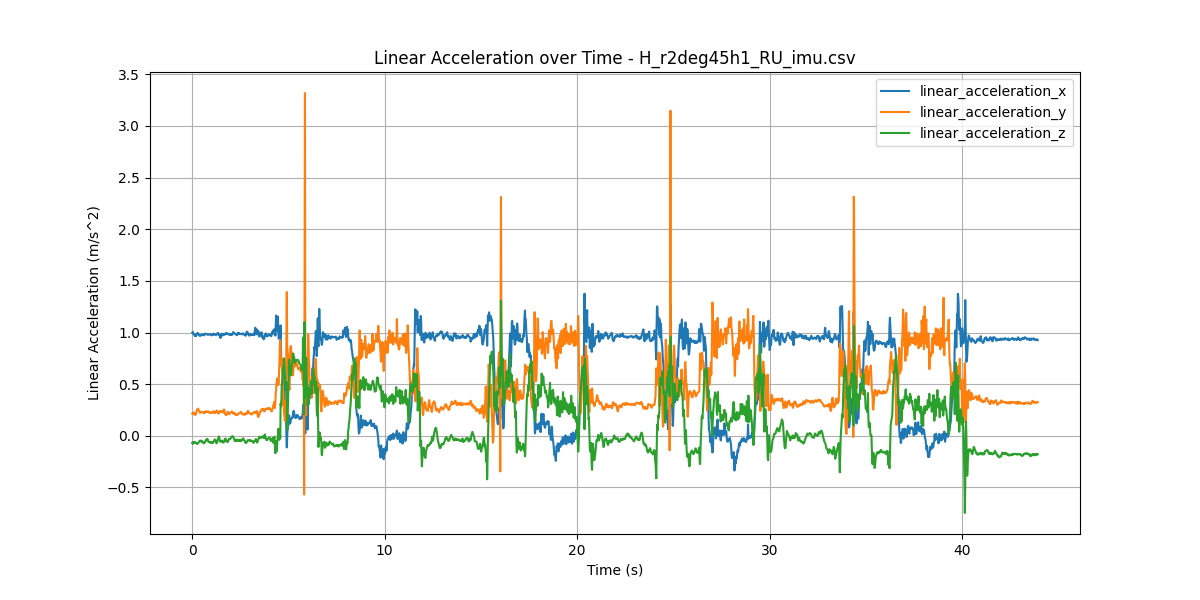 Linear Acceleration over Time - H_r2deg45h1_RU_imu.csv
linear_acceleration_x
linear_acceleration_y
linear_acceleration_z
Linear Acceleration (m/s^2)
3.5
3.0
2.5
2.0
1.5
1.0
0.5
0.0
−0.5
0 10 20 30 40
Time (s)